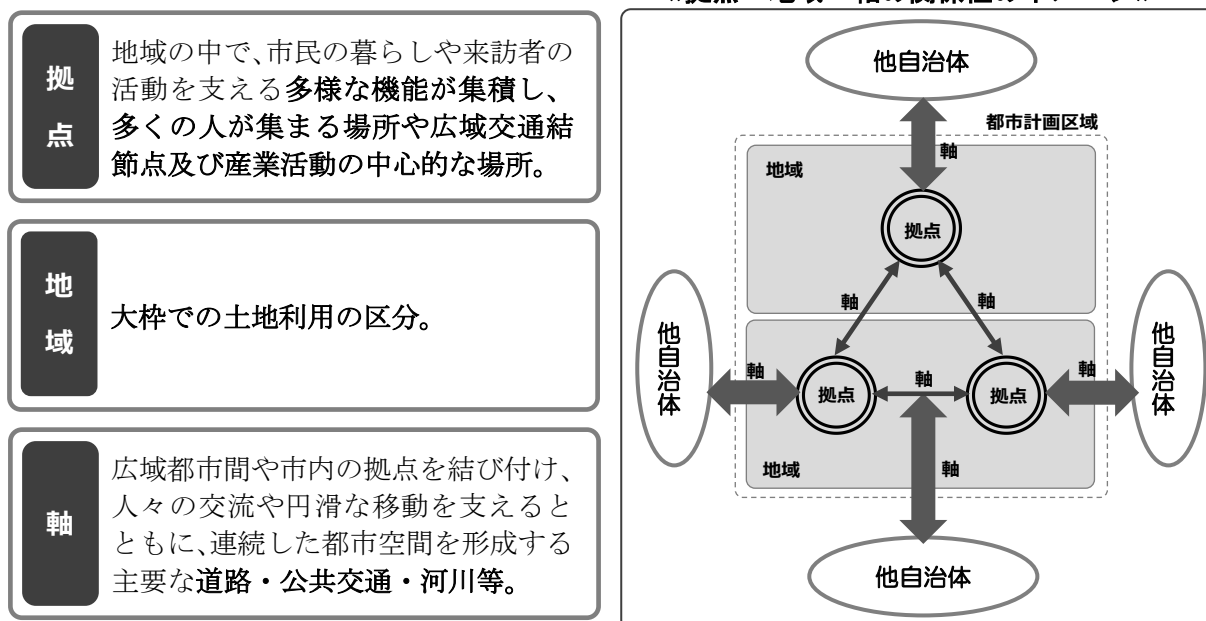 拠点
地域の中で、市民の暮らしや来訪者の
活動を支える多様な機能が集積し、
多くの人が集まる場所や広域交通結
節点及び産業活動の中心的な場所。
地域
大枠での土地利用の区分。
軸
広域都市間や市内の拠点を結び付け、
人々の交流や円滑な移動を支えると
ともに、連続した都市空間を形成する
主要な道路・公共交通・河川等。
他自治体
都市計画区域
軸
地域
拠点
軸
軸
他自治体
軸
拠点
軸
拠点
軸
他自治体
地域
軸
他自治体